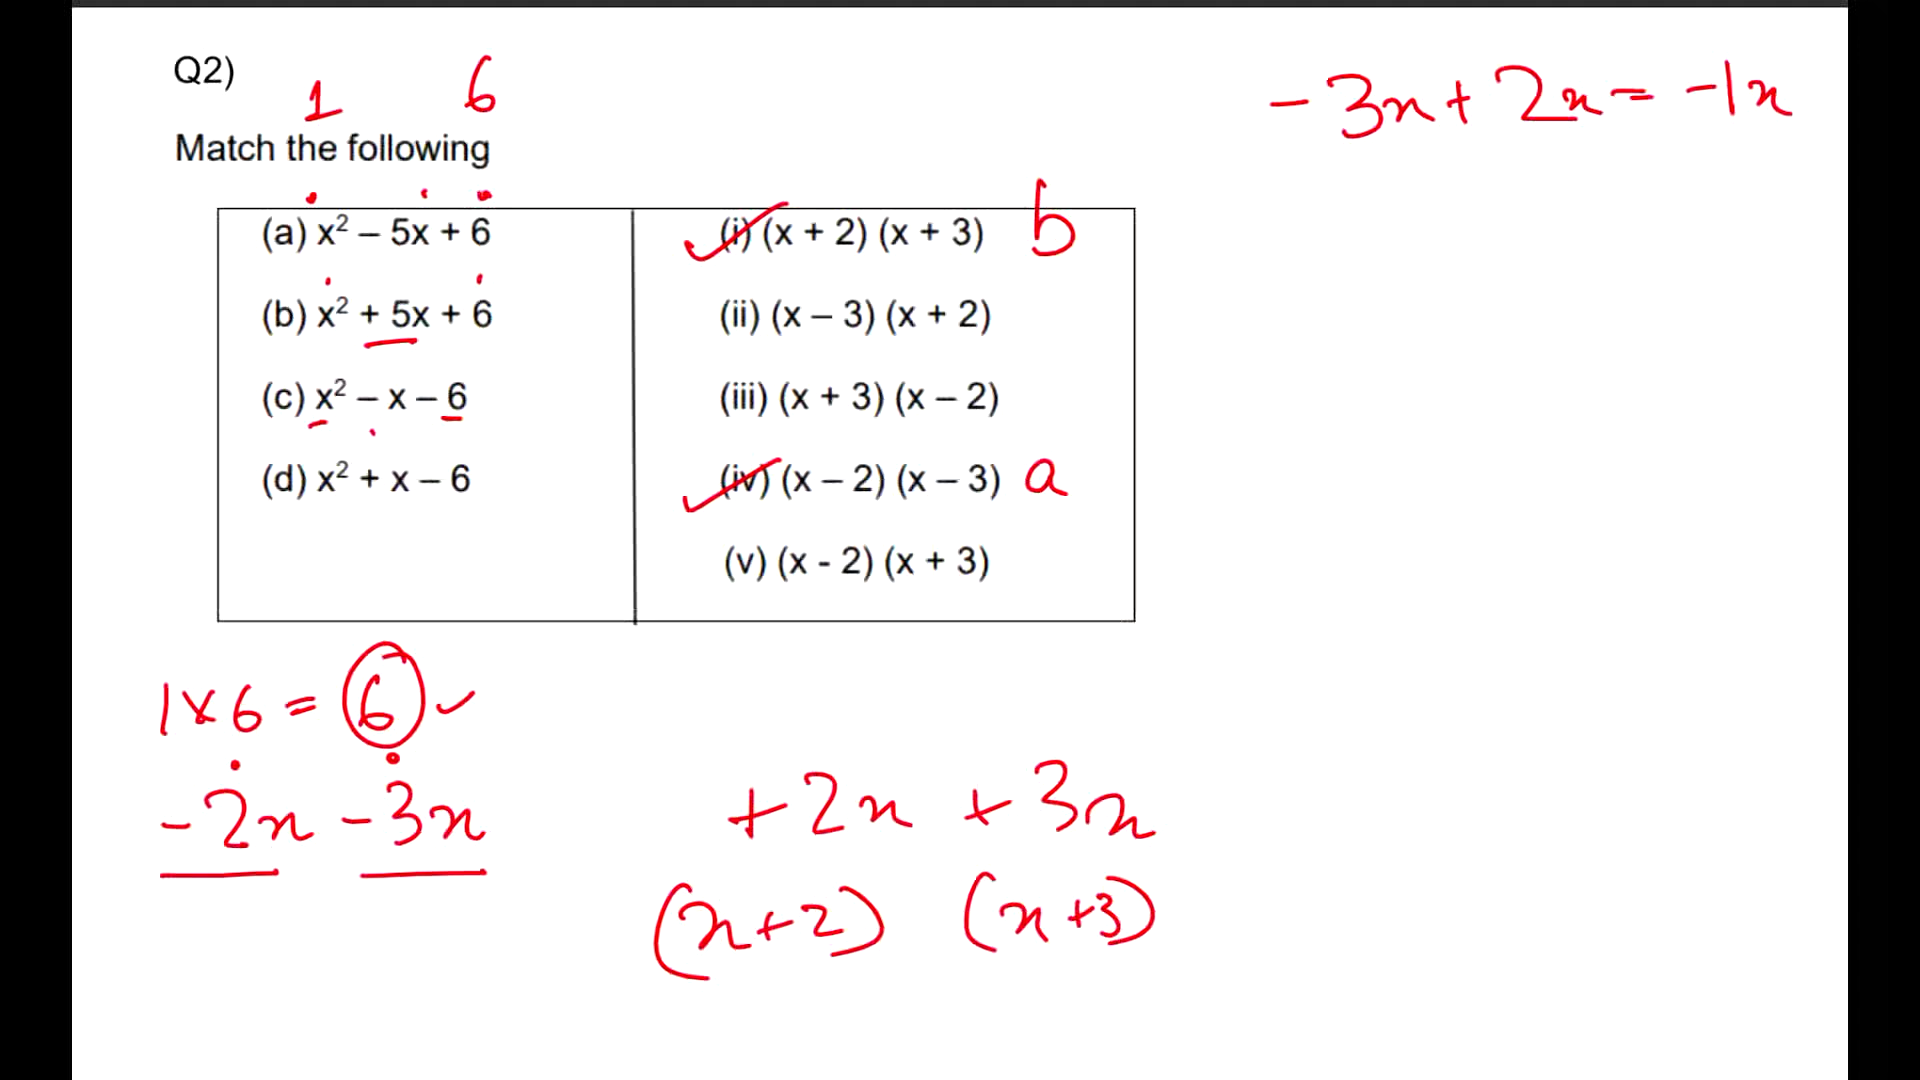 Q2)
1 6
-3x + 2x = -1x
Match the following
(a) x² – 5x + 6
(i) (x + 2) (x + 3) b
(b) x² + 5x + 6
(ii) (x – 3) (x + 2)
(c) x² – x – 6
(iii) (x + 3) (x – 2)
(d) x² + x – 6
(iv) (x – 2) (x – 3) a
(v) (x - 2) (x + 3)
1 × 6 = 6
-2x -3x
+2x +3x
(x+2) (x+3)